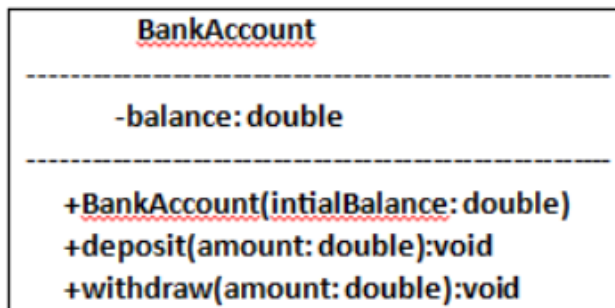 BankAccount
-balance: double
+BankAccount(intialBalance: double)
+deposit(amount: double):void
+withdraw(amount: double):void